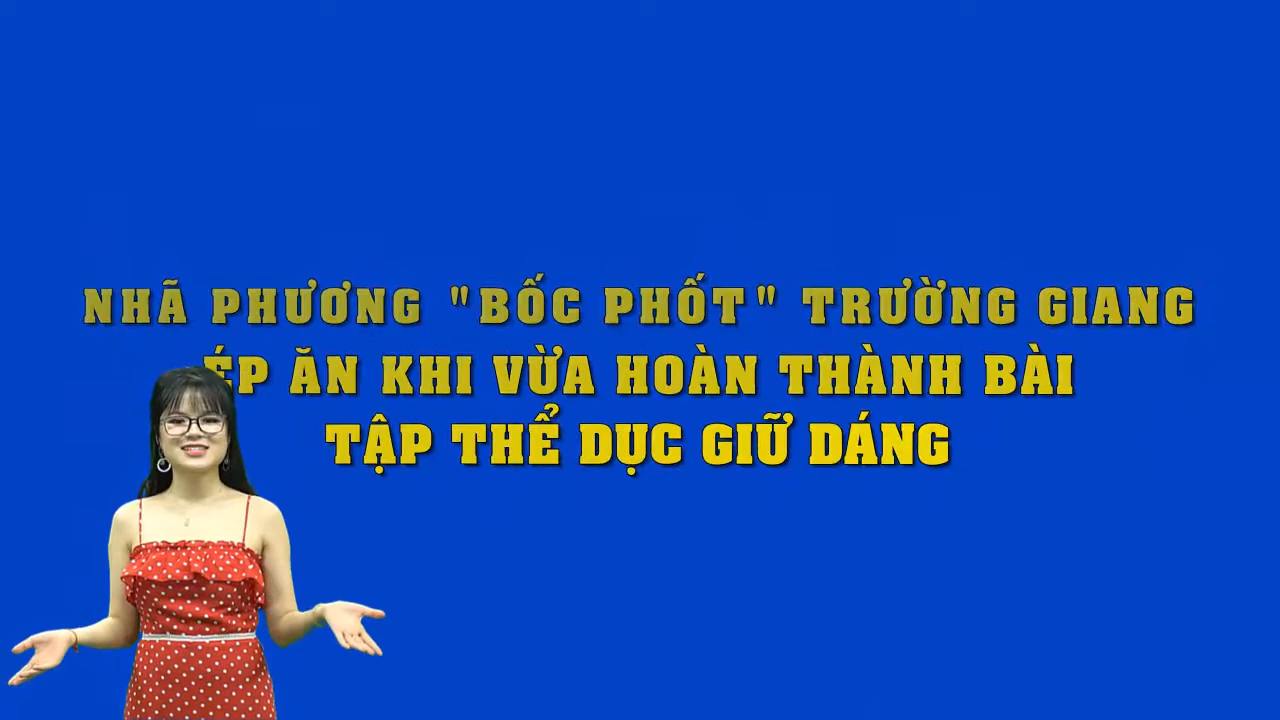 NHÃ PHƯƠNG "BỐC PHỐT" TRƯỜNG GIANG
ÉP ĂN KHI VỪA HOÀN THÀNH BÀI
TẬP THỂ DỤC GIỮ DÁNG